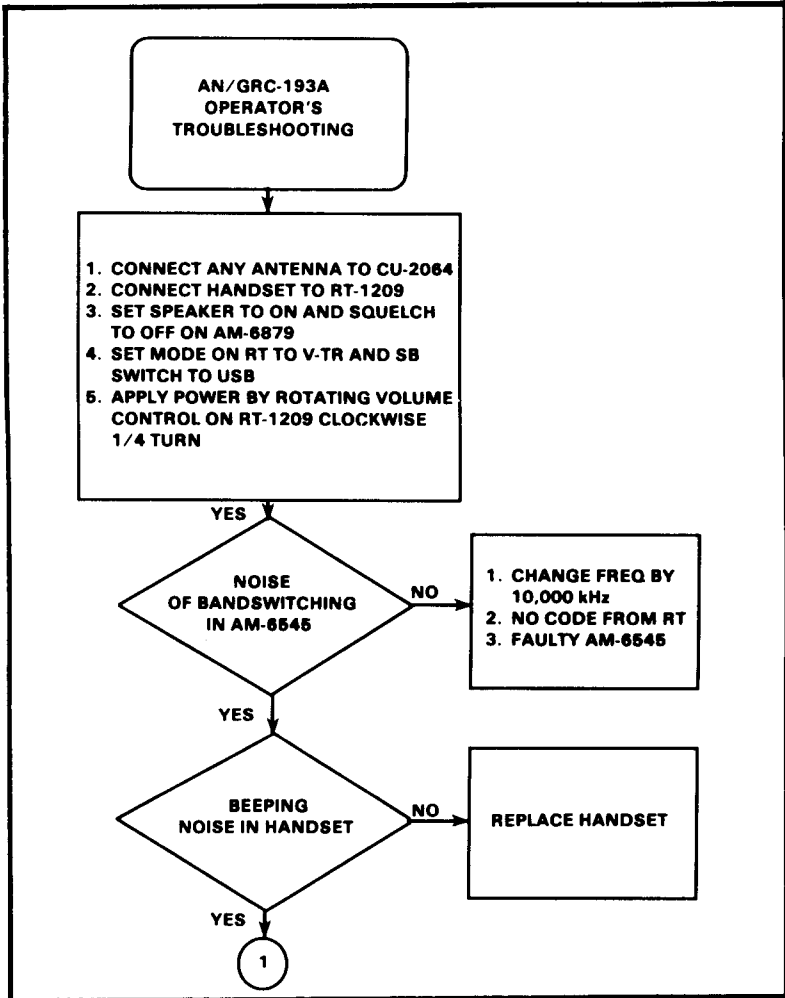 AN/GRC-193A
OPERATOR'S
TROUBLESHOOTING
1. CONNECT ANY ANTENNA TO CU-2064
2. CONNECT HANDSET TO RT-1209
3. SET SPEAKER TO ON AND SQUELCH
TO OFF ON AM-6879
4. SET MODE ON RT TO V-TR AND SB
SWITCH TO USB
5. APPLY POWER BY ROTATING VOLUME
CONTROL ON RT-1209 CLOCKWISE
1/4 TURN
YES
NOISE
OF BANDSWITCHING
IN AM-6545
NO
1. CHANGE FREQ BY
10,000 kHz
2. NO CODE FROM RT
3. FAULTY AM-6545
YES
BEEPING
NOISE IN HANDSET
NO
REPLACE HANDSET
YES
1